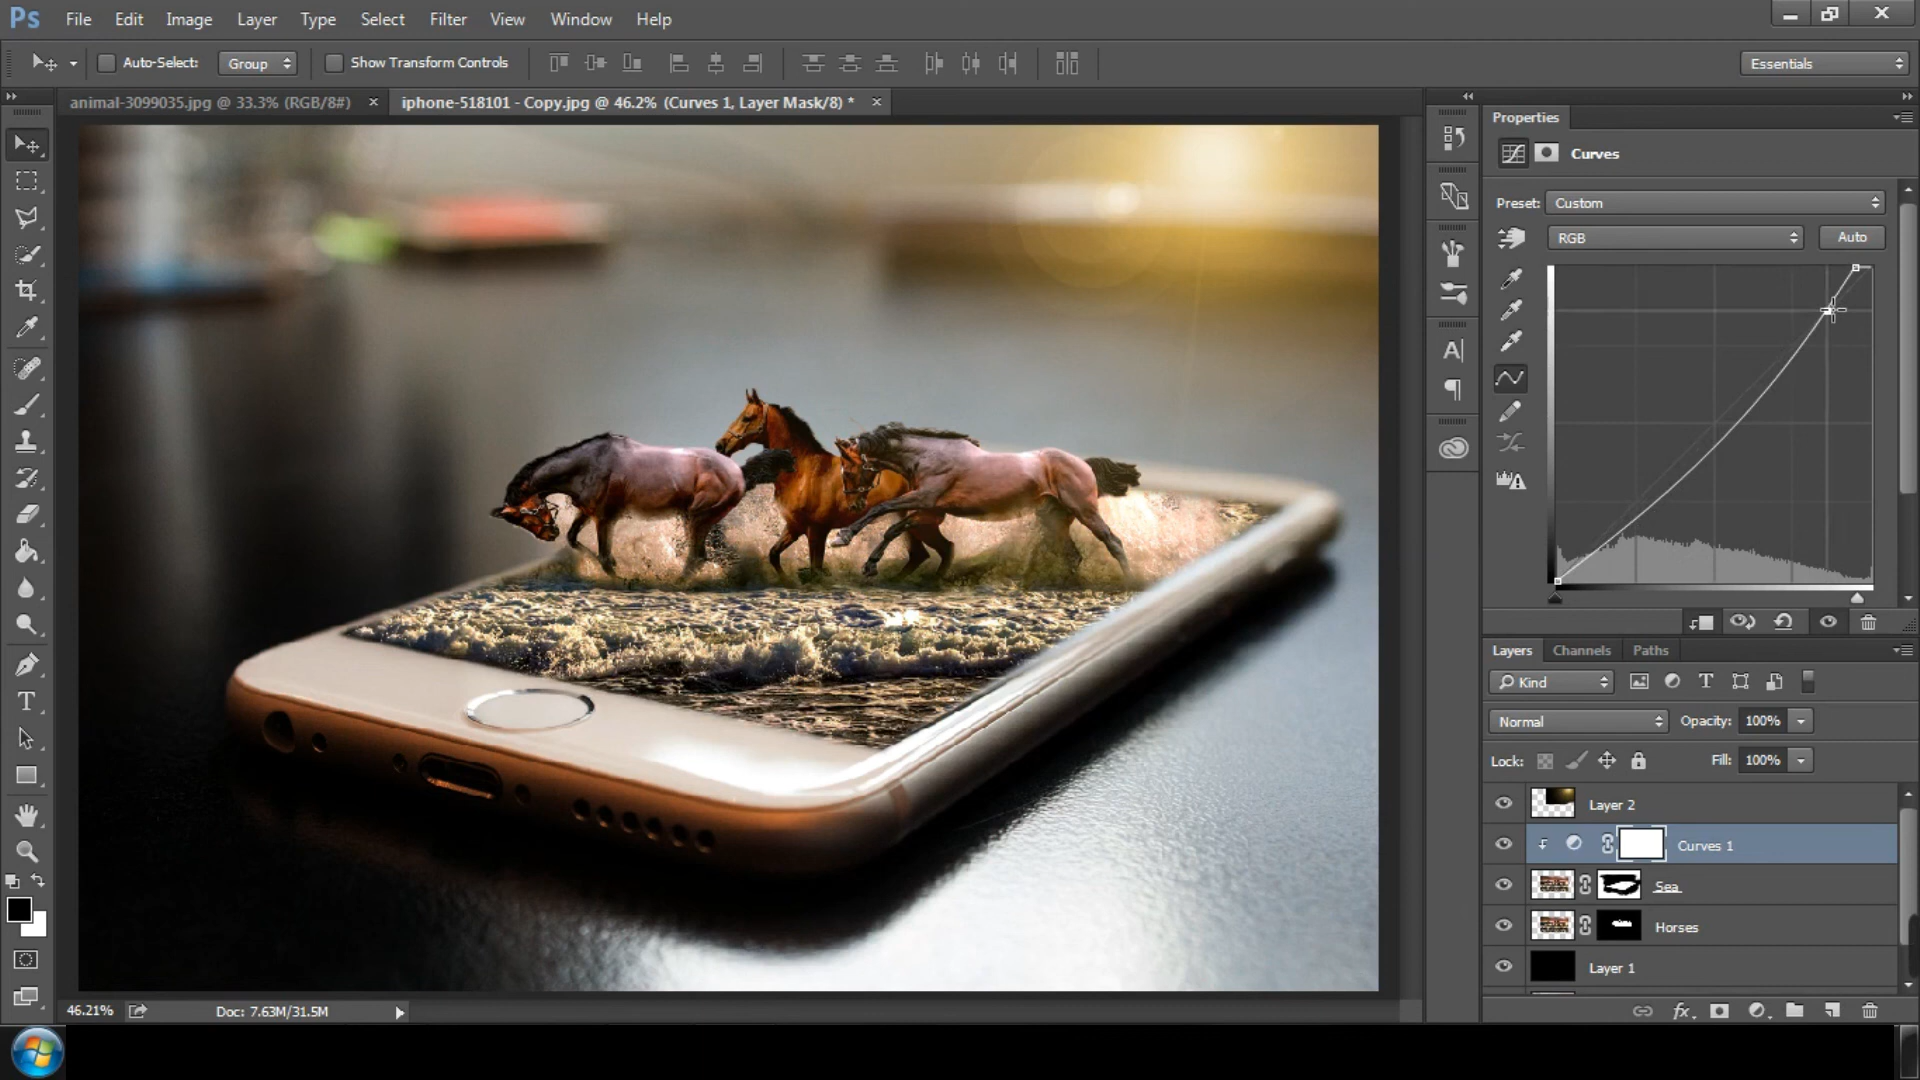 Ps File Edit Image Layer Type Select Filter View Window Help
Auto-Select: Group Show Transform Controls Essentials
animal-3099035.jpg @ 33.3% (RGB/8#) × iphone-518101 - Copy.jpg @ 46.2% (Curves 1, Layer Mask/8) * ×
Properties
Curves
Preset: Custom
RGB Auto
Layers Channels Paths
Kind
Normal Opacity: 100%
Lock: Fill: 100%
Layer 2
Curves 1
Sea
Horses
Layer 1
46.21% Doc: 7.63M/31.5M